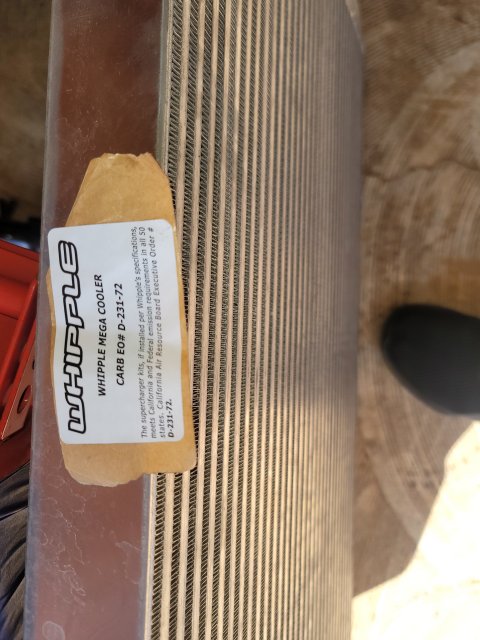 WHIPPLE
WHIPPLE MEGA COOLER
CARB EO# D-231-72
The supercharger kits, if installed per Whipple's specifications,
meets California and Federal emission requirements in all 50
states. California Air Resource Board Executive Order #
D-231-72.